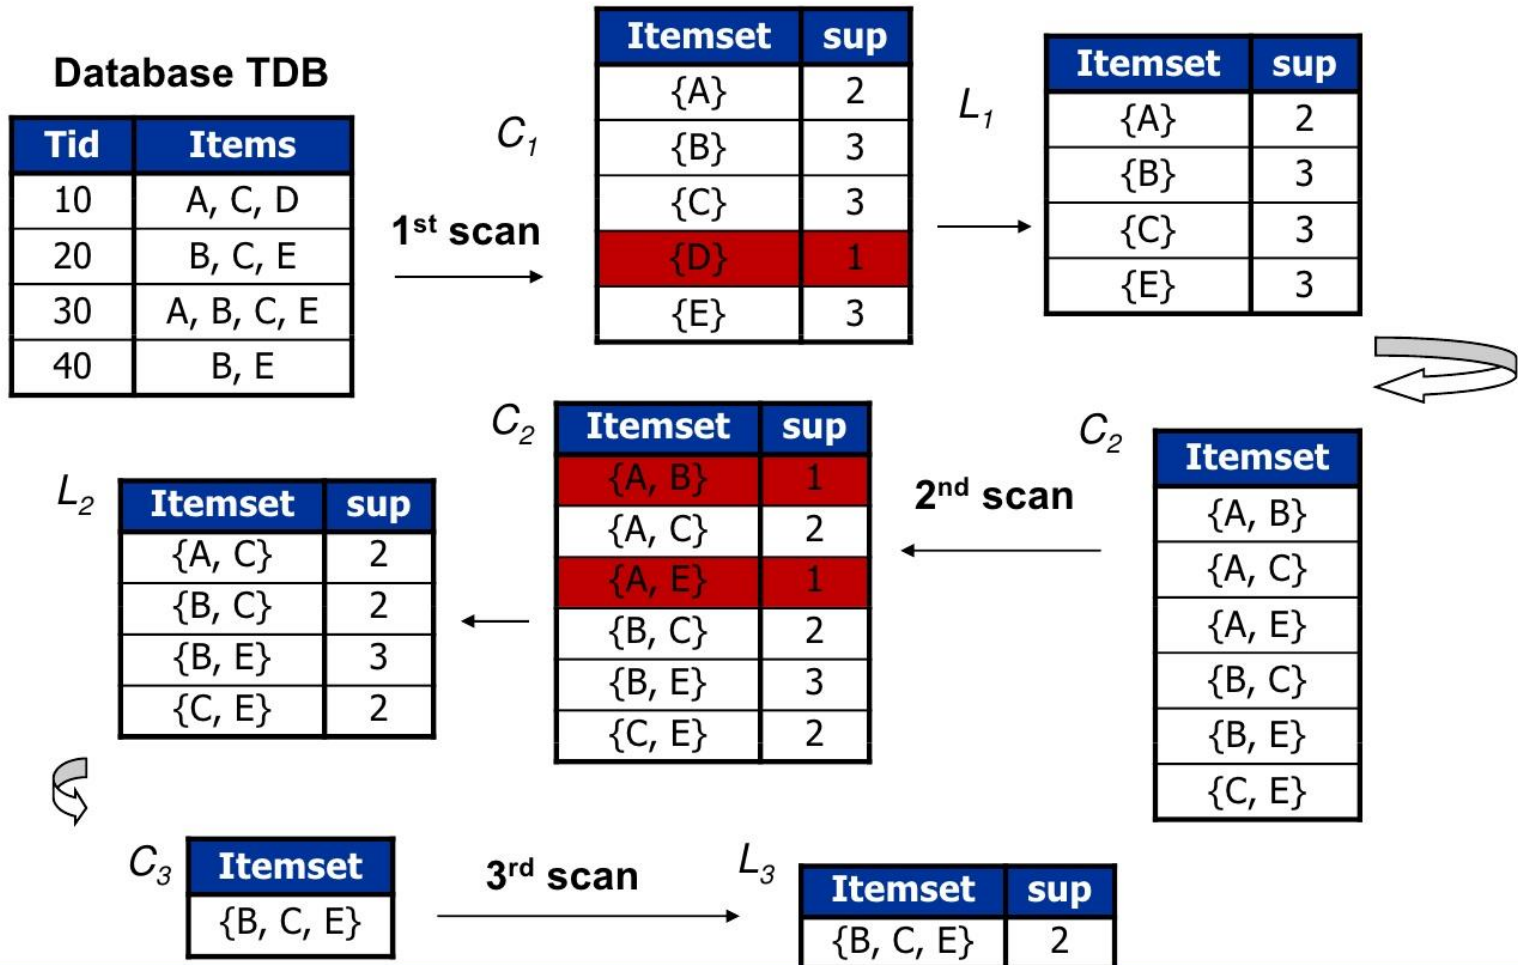 Database TDB
Tid Items
10 A, C, D
20 B, C, E
30 A, B, C, E
40 B, E
1st scan
C1
Itemset sup
{A} 2
{B} 3
{C} 3
{D} 1
{E} 3
L1
Itemset sup
{A} 2
{B} 3
{C} 3
{E} 3
C2
Itemset
{A, B}
{A, C}
{A, E}
{B, C}
{B, E}
{C, E}
2nd scan
C2
Itemset sup
{A, B} 1
{A, C} 2
{A, E} 1
{B, C} 2
{B, E} 3
{C, E} 2
L2
Itemset sup
{A, C} 2
{B, C} 2
{B, E} 3
{C, E} 2
C3
Itemset
{B, C, E}
3rd scan
L3
Itemset sup
{B, C, E} 2